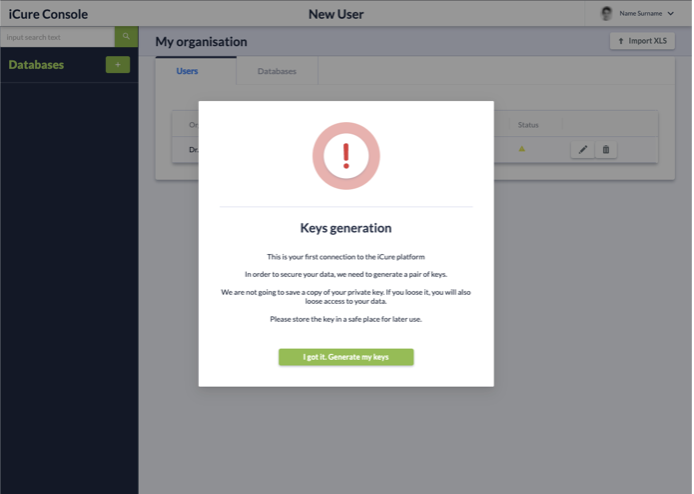 iCure Console
New User
Name Surname
Input search text
My organisation
Import XLS
Databases
+
Users
Databases
Status
Dr.
!
Keys generation
This is your first connection to the iCure platform
In order to secure your data, we need to generate a pair of keys.
We are not going to save a copy of your private key. If you loose it, you will also
loose access to your data.
Please store the key in a safe place for later use.
I got it. Generate my keys